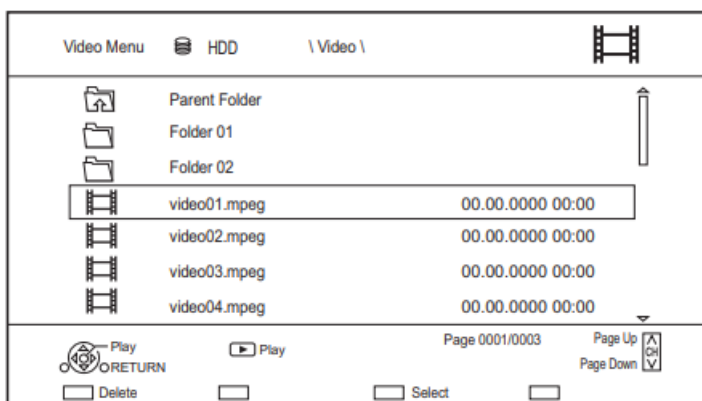 Video Menu HDD \ Video \
Parent Folder
Folder 01
Folder 02
video01.mpeg 00.00.0000 00:00
video02.mpeg 00.00.0000 00:00
video03.mpeg 00.00.0000 00:00
video04.mpeg 00.00.0000 00:00
Play Play Page 0001/0003 Page Up
RETURN CH Page Down
Delete Select